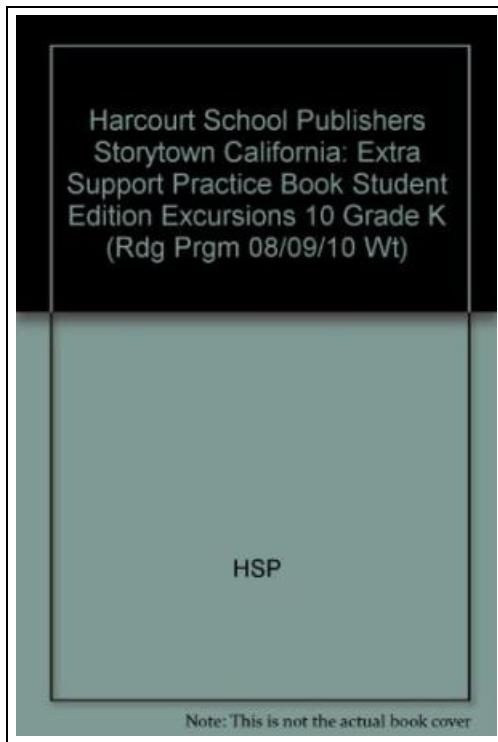 Harcourt School Publishers
Storytown California: Extra
Support Practice Book Student
Edition Excursions 10 Grade K
(Rdg Prgm 08/09/10 Wt)
HSP
Note: This is not the actual book cover